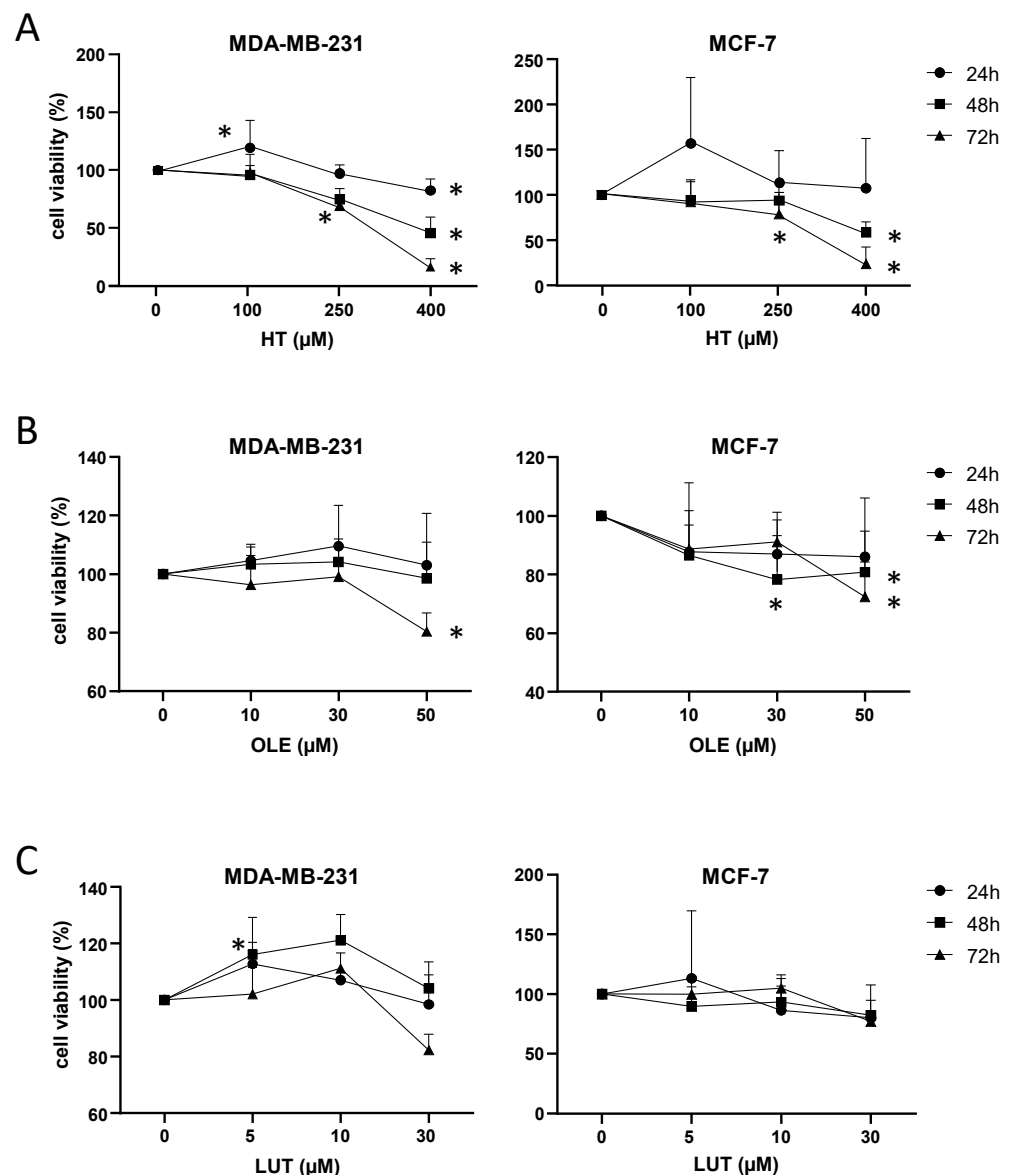 A
MDA-MB-231
MCF-7
cell viability (%)
200
150
100
50
0
0
100
250
400
HT (µM)
250
200
150
100
50
0
0
100
250
400
HT (µM)
24h
48h
72h
*
*
*
*
*
*
*
*
B
MDA-MB-231
MCF-7
cell viability (%)
140
120
100
80
60
0
10
30
50
OLE (µM)
120
100
80
60
40
0
10
30
50
OLE (µM)
24h
48h
72h
*
*
*
*
C
MDA-MB-231
MCF-7
cell viability (%)
140
120
100
80
60
0
5
10
30
LUT (µM)
200
150
100
50
0
0
5
10
30
LUT (µM)
24h
48h
72h
*